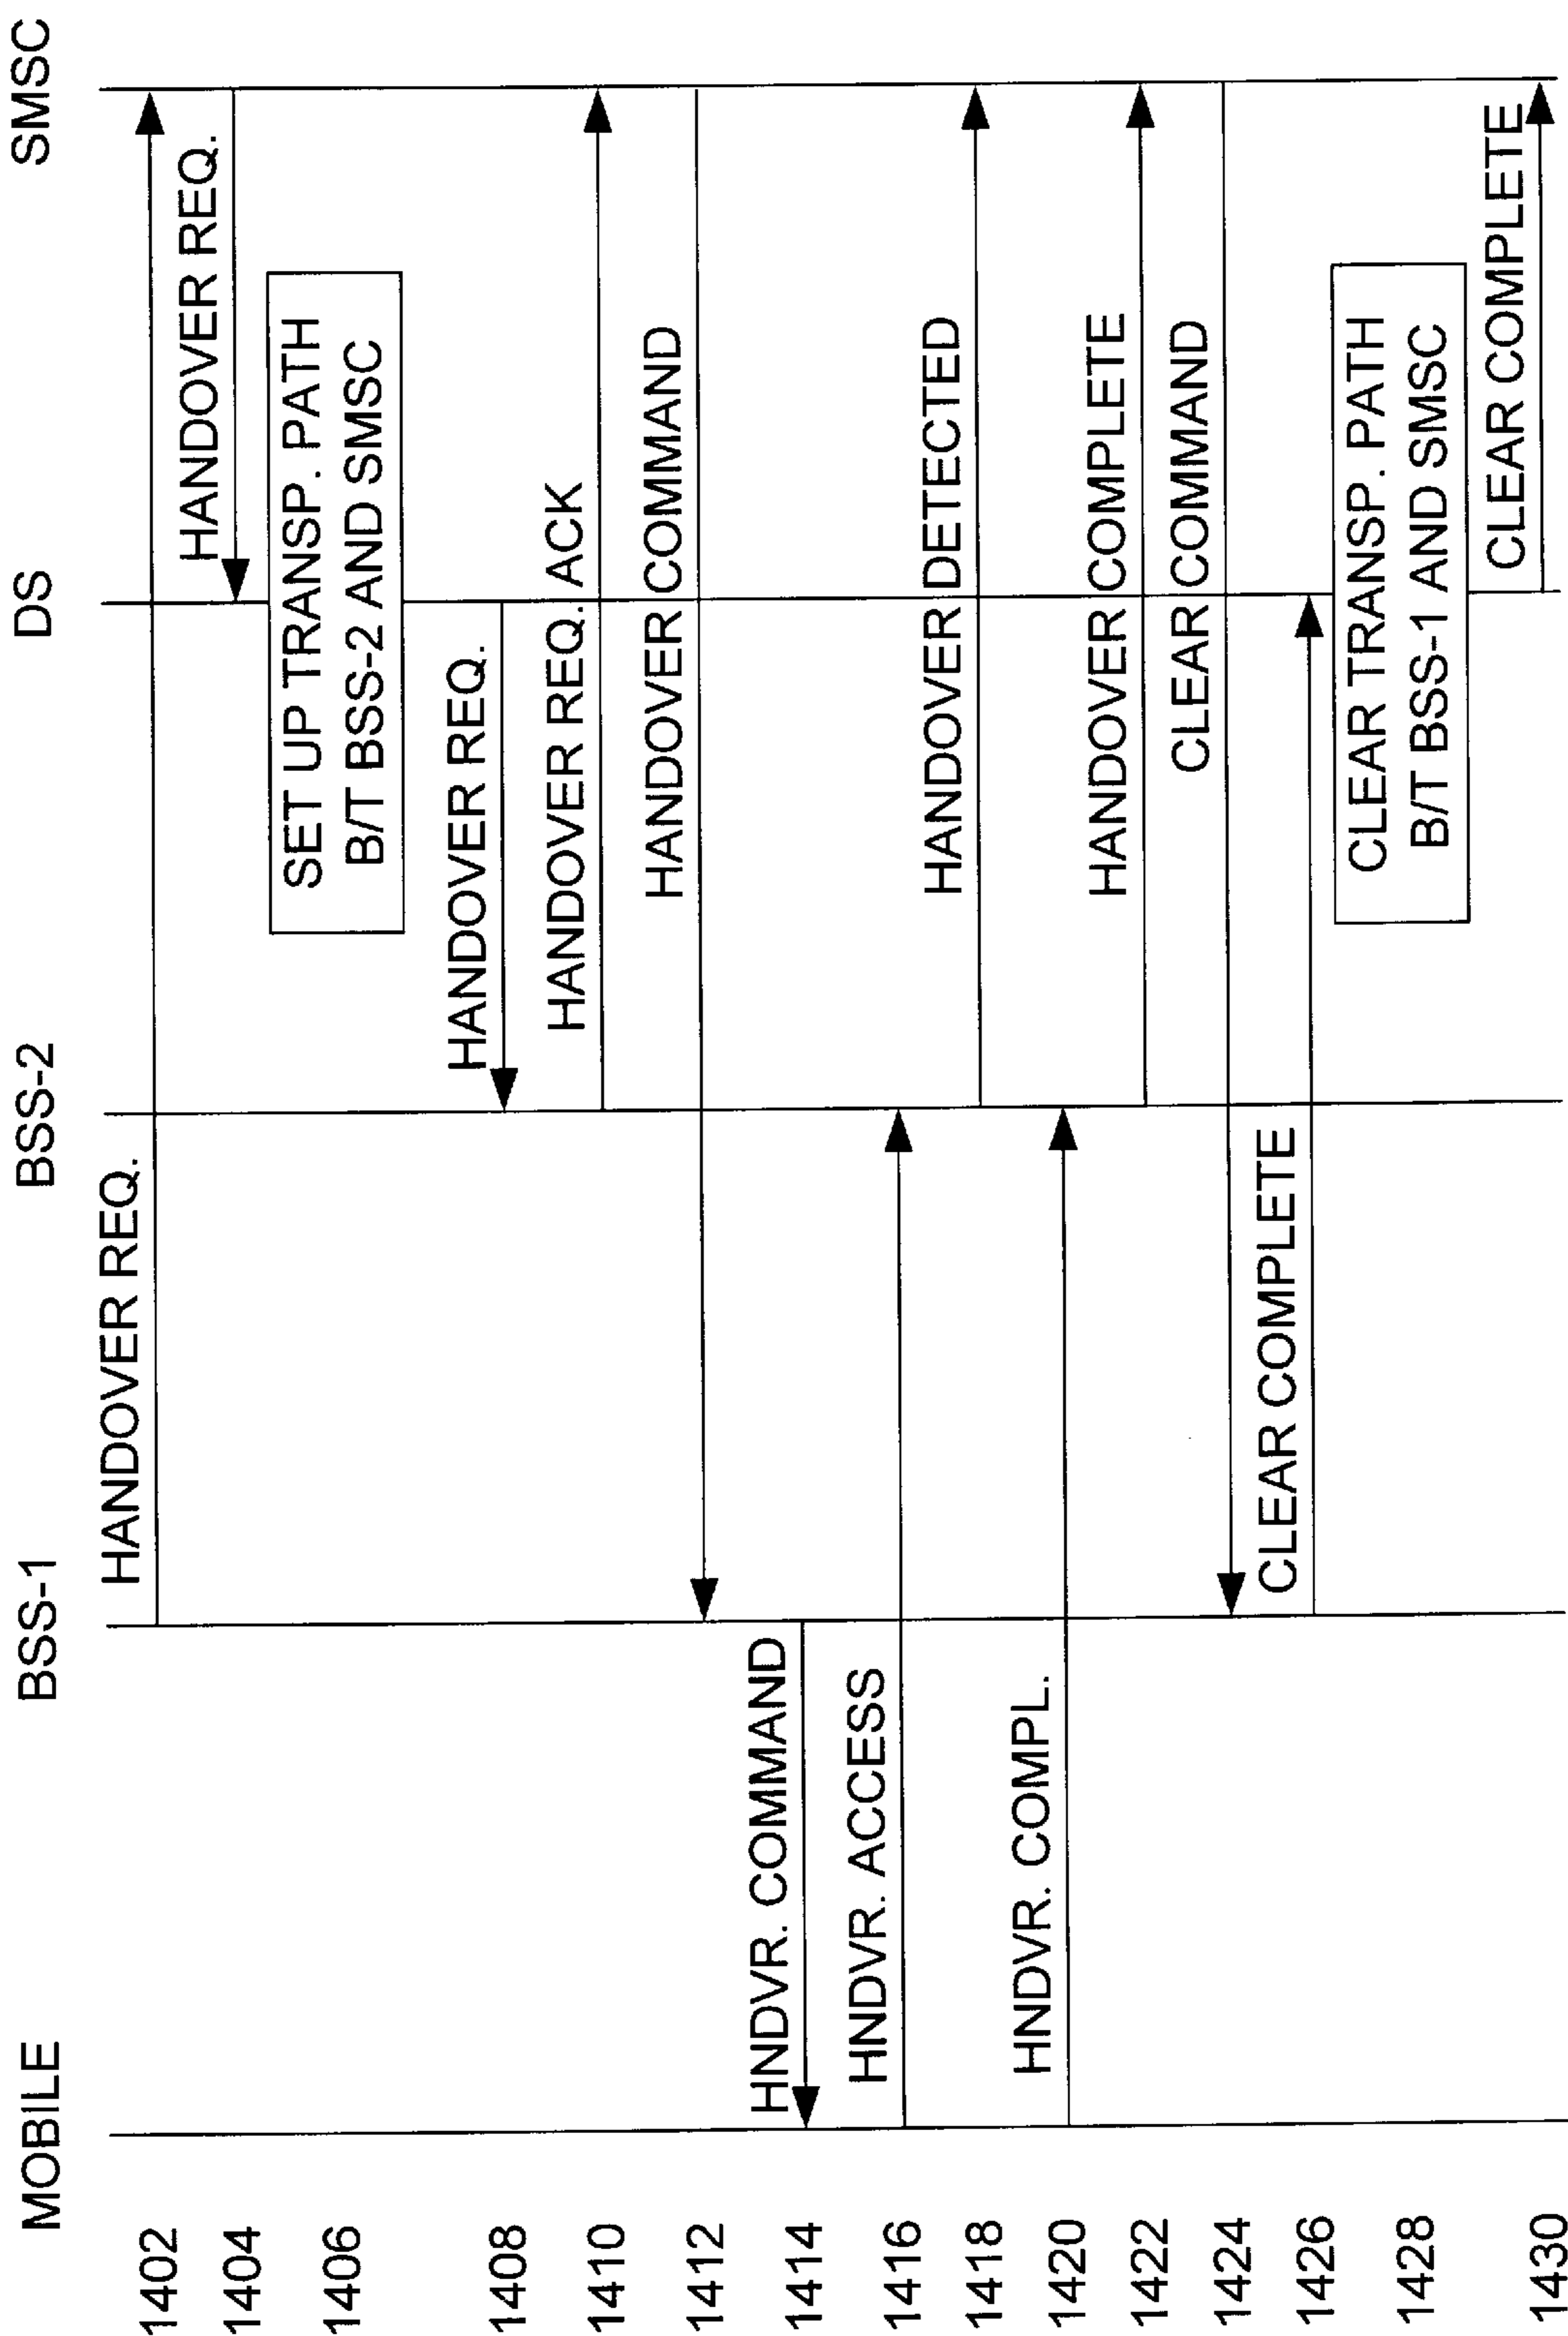 MOBILE
BSS-1
BSS-2
DS
SMSC
1402
HANDOVER REQ.
1404
HANDOVER REQ.
1406
SET UP TRANSP. PATH
B/T BSS-2 AND SMSC
1408
HANDOVER REQ.
1410
HANDOVER REQ. ACK
1412
HANDOVER COMMAND
1414
HNDVR. COMMAND
1416
HNDVR. ACCESS
1418
HANDOVER DETECTED
1420
HNDVR. COMPL.
1422
HANDOVER COMPLETE
1424
CLEAR COMMAND
1426
CLEAR COMPLETE
1428
CLEAR TRANSP. PATH
B/T BSS-1 AND SMSC
1430
CLEAR COMPLETE